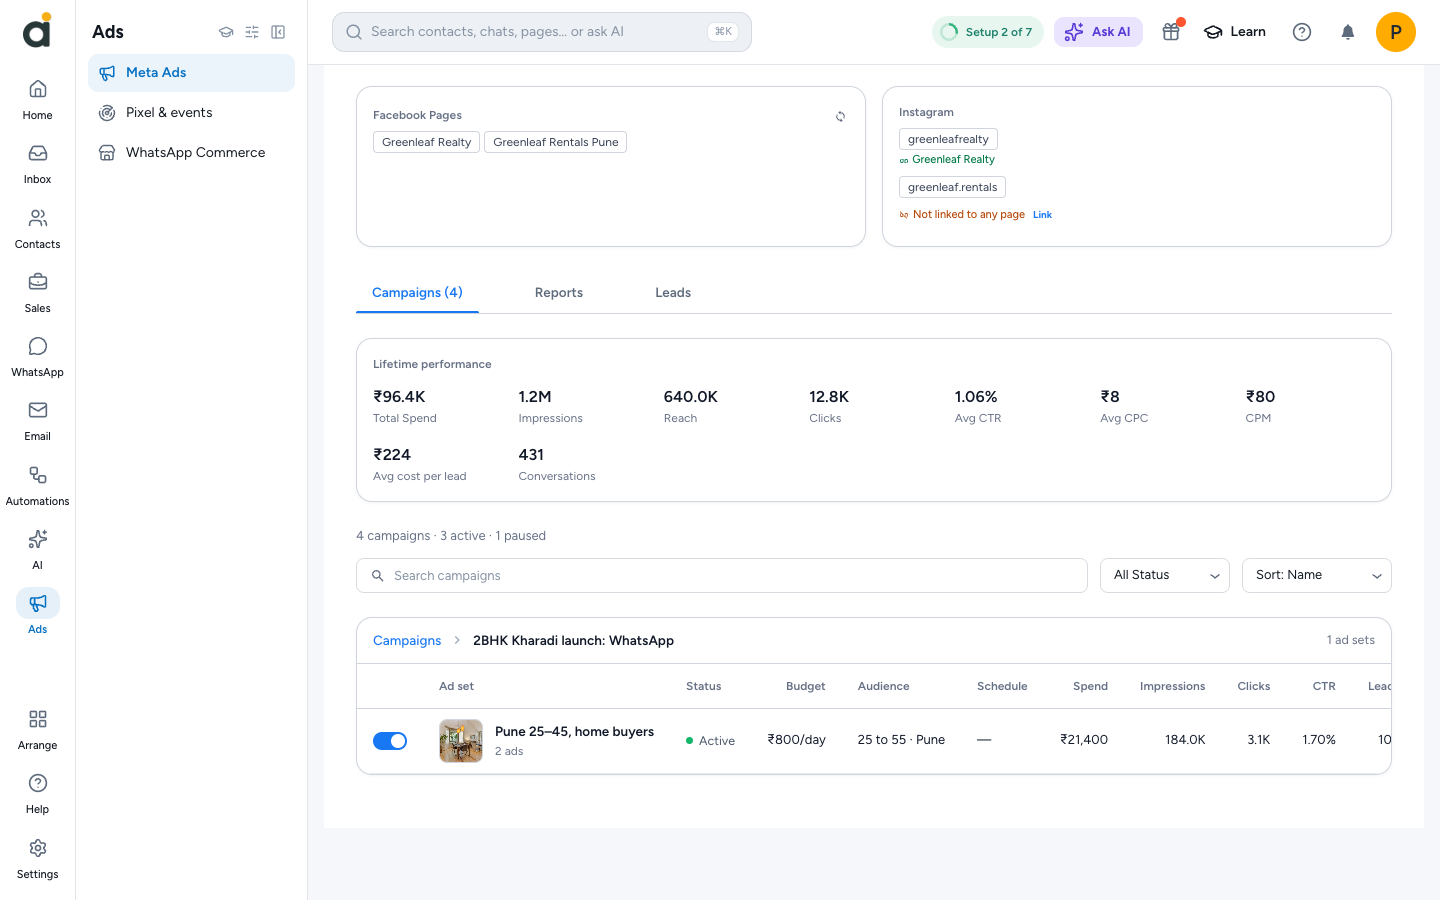 Ads
Search contacts, chats, pages... or ask AI
⌘K
Setup 2 of 7
Ask AI
Learn
P
Home
Inbox
Contacts
Sales
WhatsApp
Email
Automations
AI
Ads
Arrange
Help
Settings
Meta Ads
Pixel & events
WhatsApp Commerce
Facebook Pages
Greenleaf Realty
Greenleaf Rentals Pune
Instagram
greenleafrealty
Greenleaf Realty
greenleaf.rentals
Not linked to any page Link
Campaigns (4)
Reports
Leads
Lifetime performance
₹96.4K
Total Spend
1.2M
Impressions
640.0K
Reach
12.8K
Clicks
1.06%
Avg CTR
₹8
Avg CPC
₹80
CPM
₹224
Avg cost per lead
431
Conversations
4 campaigns · 3 active · 1 paused
Search campaigns
All Status
Sort: Name
Campaigns
2BHK Kharadi launch: WhatsApp
1 ad sets
Ad set Status Budget Audience Schedule Spend Impressions Clicks CTR
Pune 25–45, home buyers
2 ads
Active ₹800/day 25 to 55 · Pune — ₹21,400 184.0K 3.1K 1.70% 10